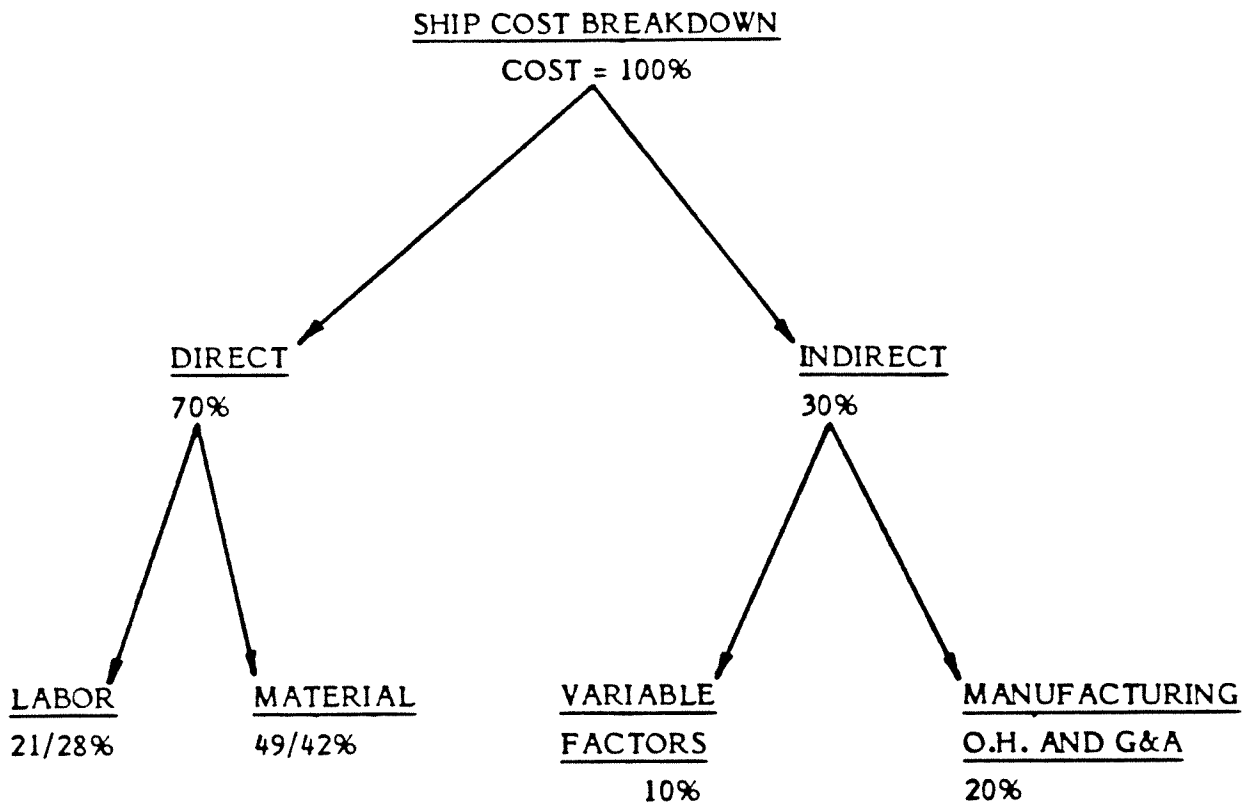 SHIP COST BREAKDOWN
COST = 100%
DIRECT
70%
INDIRECT
30%
LABOR
21/28%
MATERIAL
49/42%
VARIABLE
FACTORS
10%
MANUFACTURING
O.H. AND G&A
20%